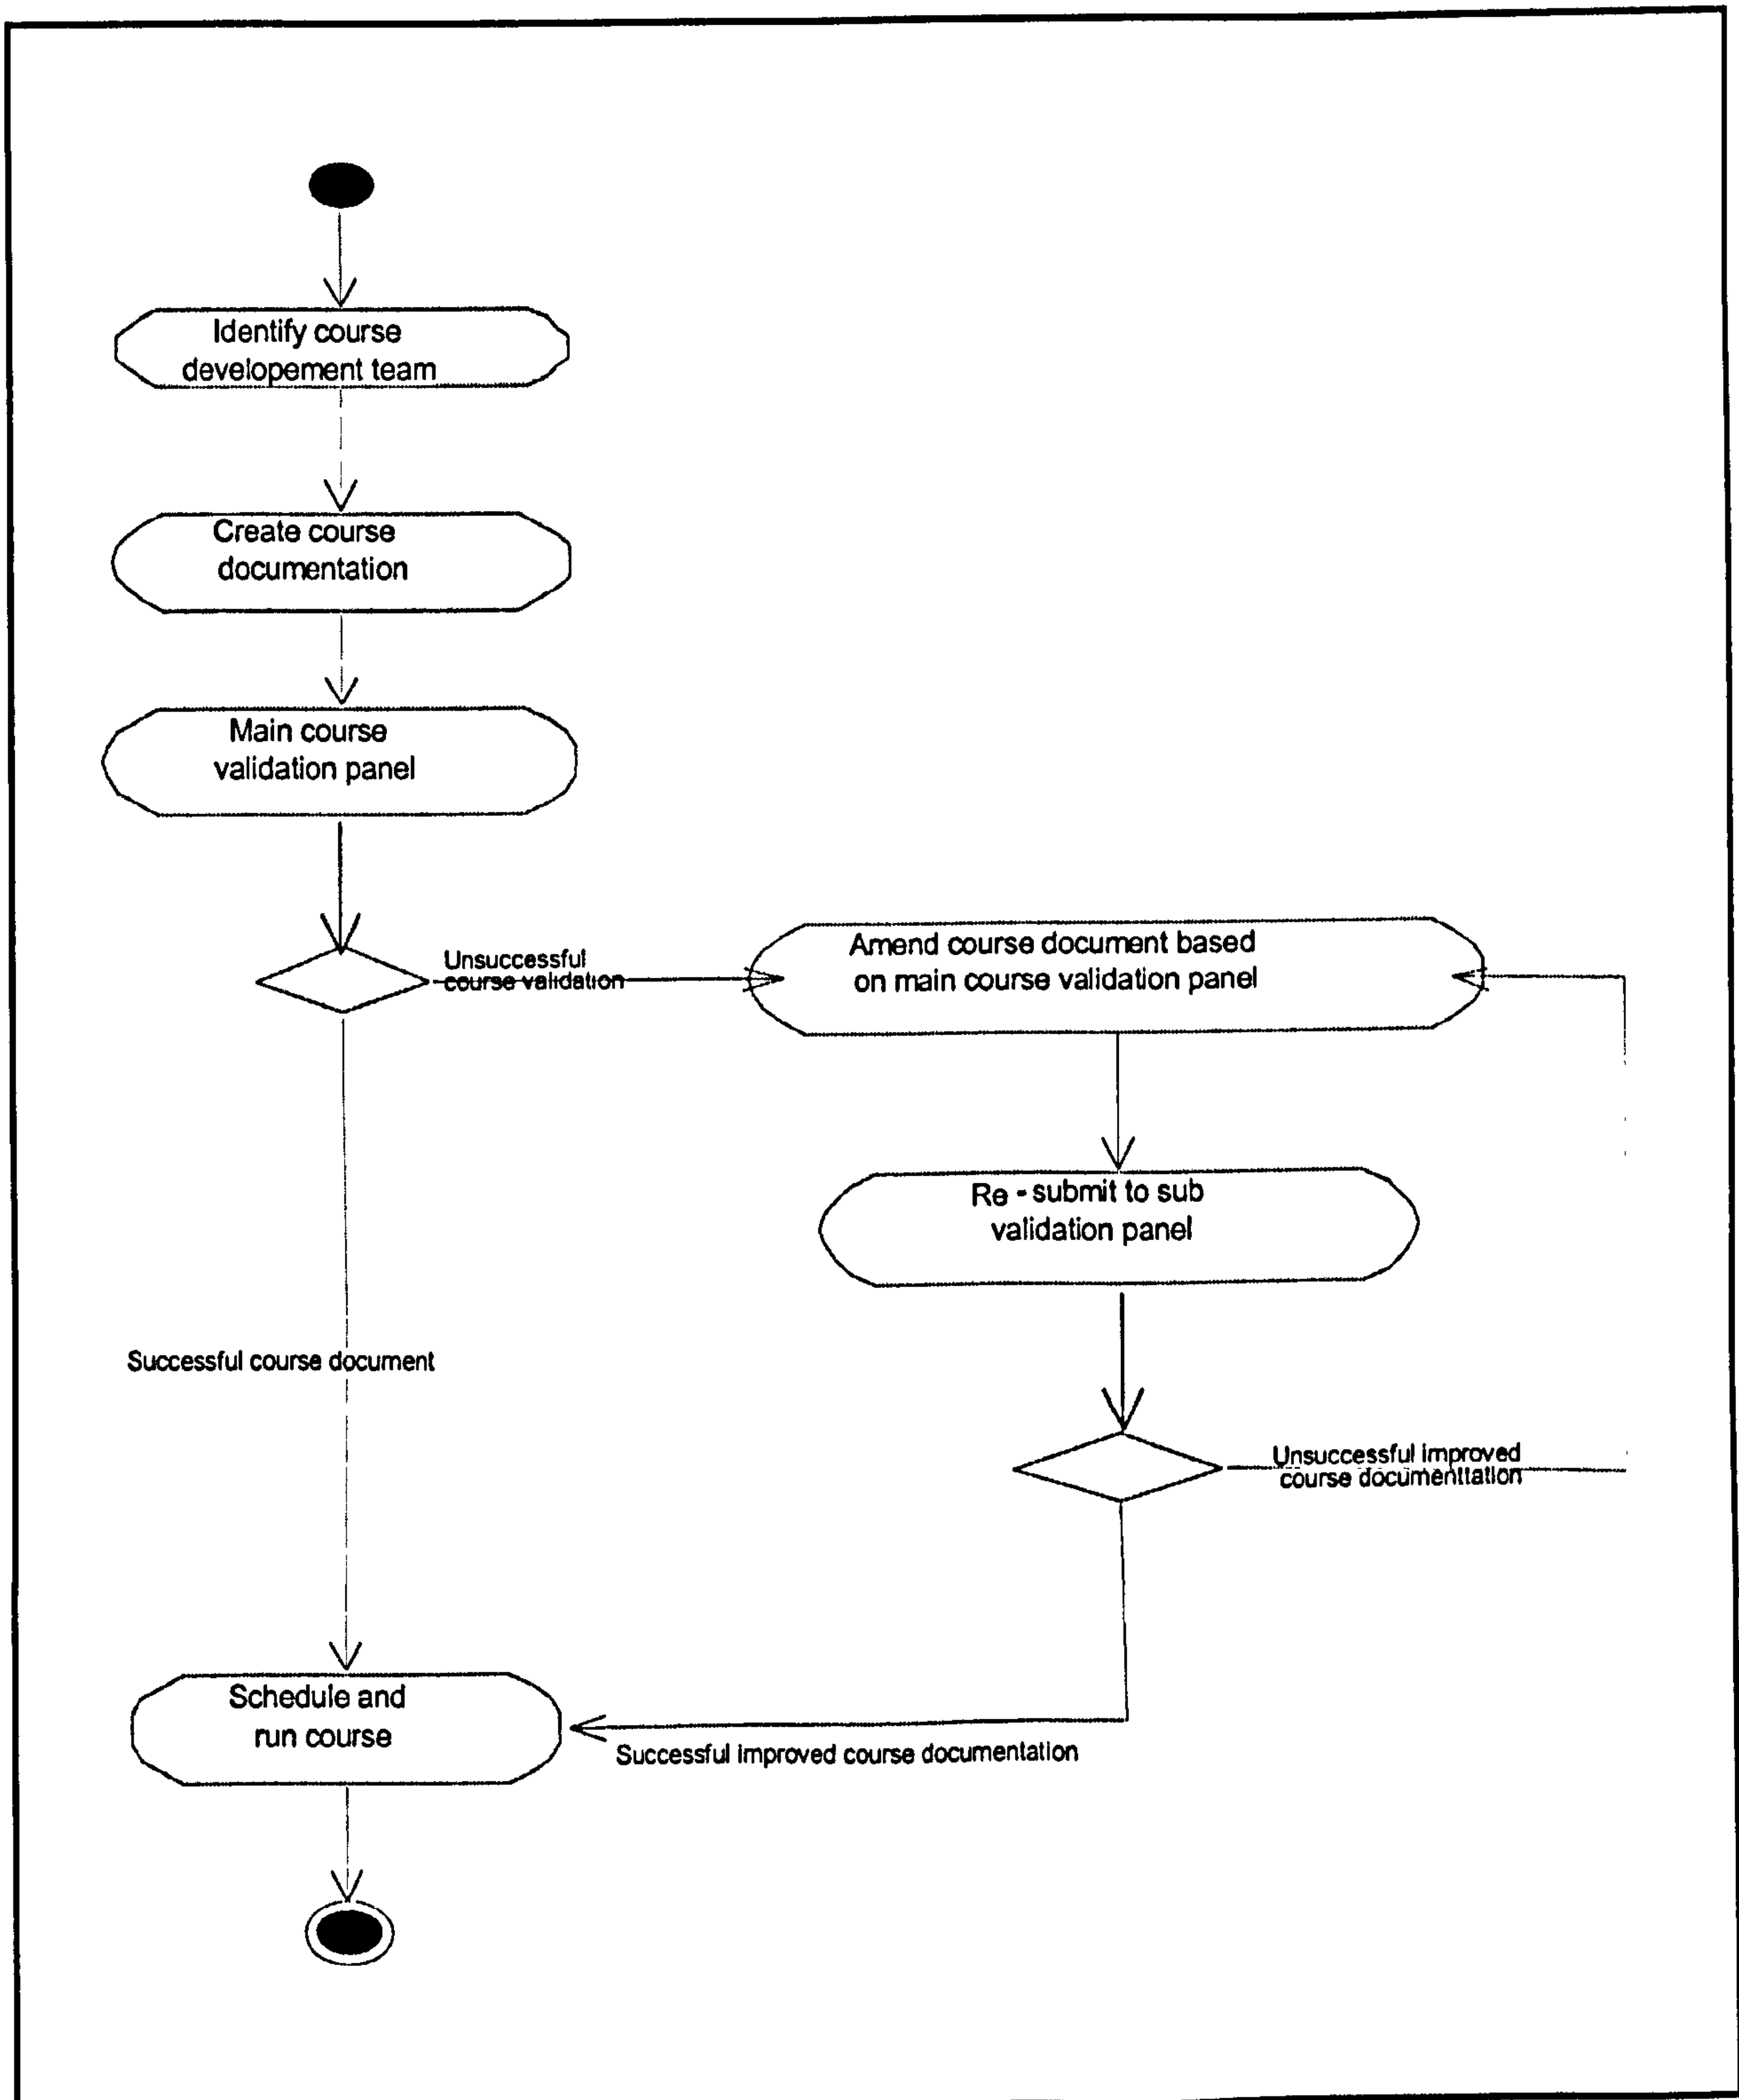 Identify course
developement team
Create course
documentation
Main course
validation panel
Unsuccessful
course validation
Amend course document based
on main course validation panel
Re - submit to sub
validation panel
Successful course document
Unsuccessful improved
course documenttation
Schedule and
run course
Successful improved course documentation